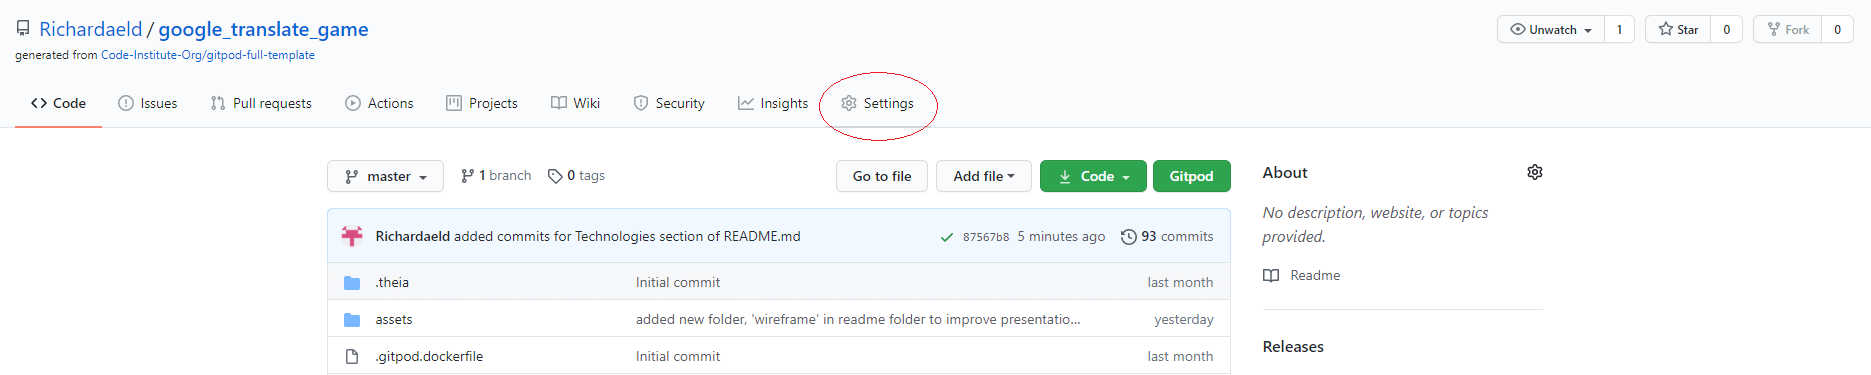 Richardaeld / google_translate_game
Unwatch 1 Star 0 Fork 0
generated from Code-Institute-Org/gitpod-full-template
<> Code Issues Pull requests Actions Projects Wiki Security Insights Settings
master 1 branch 0 tags Go to file Add file Code Gitpod
About
No description, website, or topics
provided.
Readme
Releases
Richardaeld added commits for Technologies section of README.md 87567b8 5 minutes ago 93 commits
.theia Initial commit last month
assets added new folder, 'wireframe' in readme folder to improve presentatio... yesterday
.gitpod.dockerfile Initial commit last month